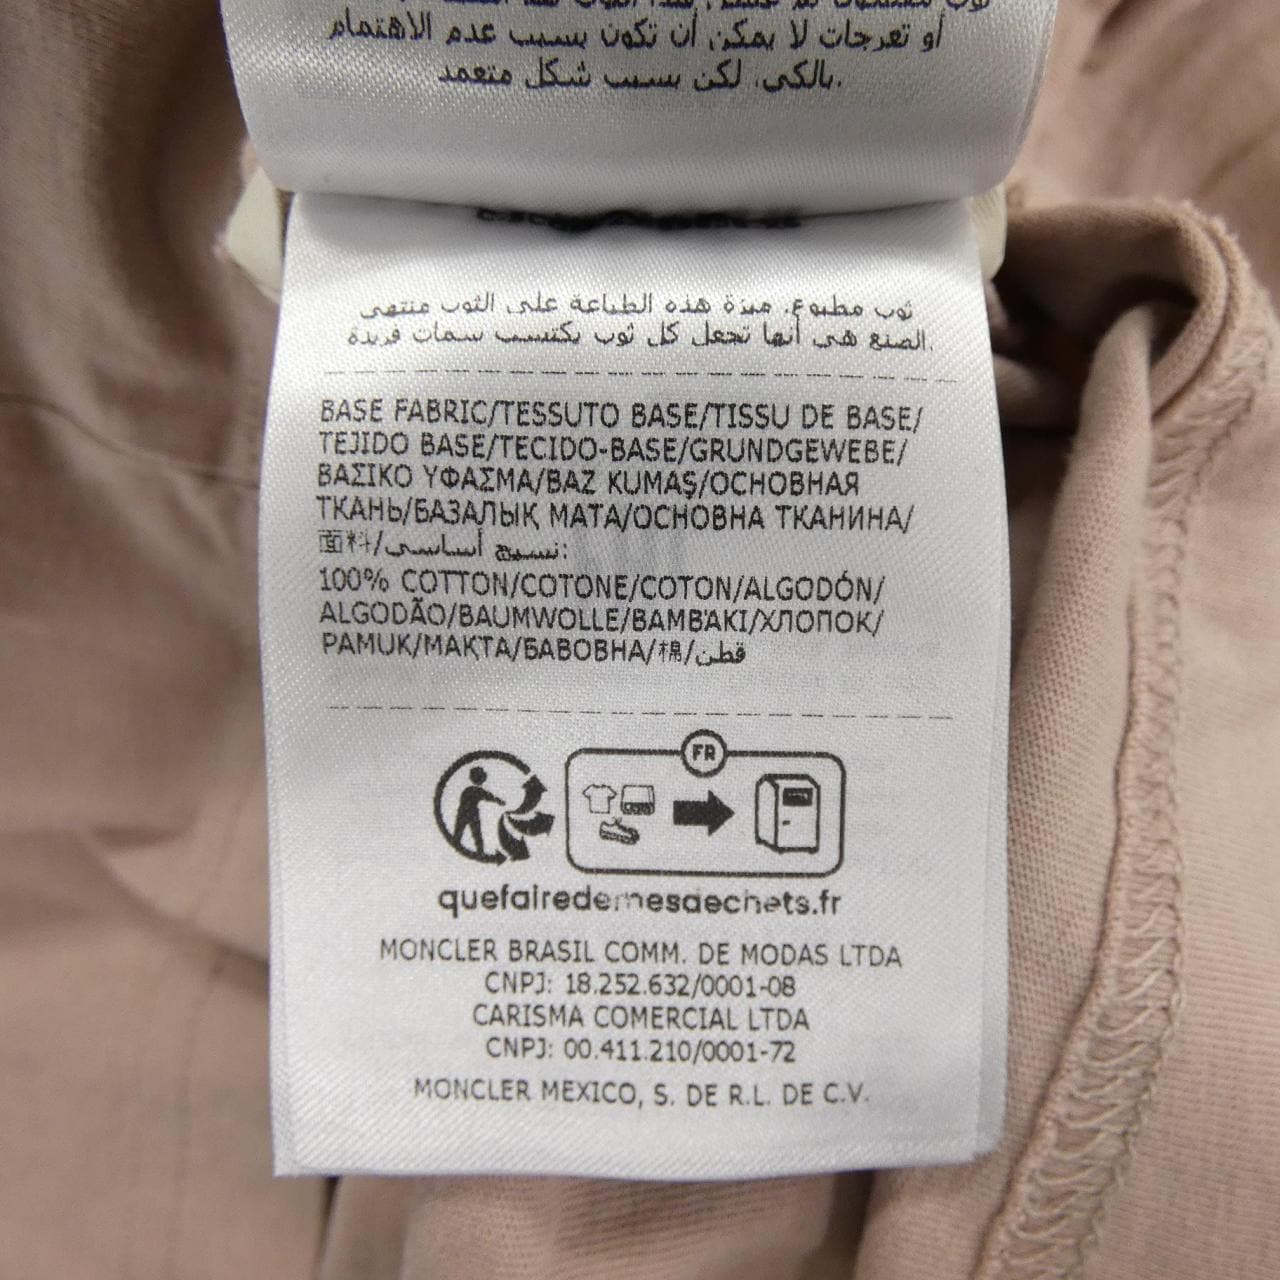 أو تعرجات لا يمكن أن تكون بسبب عدم الاهتمام
بالكي. لكن بسبب شكل متعمد.
ثوب مطبوع. ميزة هذه الطباعة على الثوب منتهي
الصنع هي أنها تجعل كل ثوب يكتسب سمات فريدة.
BASE FABRIC/TESSUTO BASE/TISSU DE BASE/
TEJIDO BASE/TECIDO-BASE/GRUNDGEWEBE/
ΒΑΣΙΚΟ ΥΦΑΣΜΑ/BAZ KUMAŞ/ОСНОВНАЯ
ТКАНЬ/БАЗАЛЫҚ МАТА/ОСНОВНА ТКАНИНА/
面料/نسيج أساسي:
100% COTTON/COTONE/COTON/ALGODÓN/
ALGODÃO/BAUMWOLLE/ΒΑΜΒΆΚΙ/ХЛОПОК/
PAMUK/МАҚТА/БАВОВНА/棉/قطن
FR
quefairedemesdechets.fr
MONCLER BRASIL COMM. DE MODAS LTDA
CNPJ: 18.252.632/0001-08
CARISMA COMERCIAL LTDA
CNPJ: 00.411.210/0001-72
MONCLER MEXICO, S. DE R.L. DE C.V.